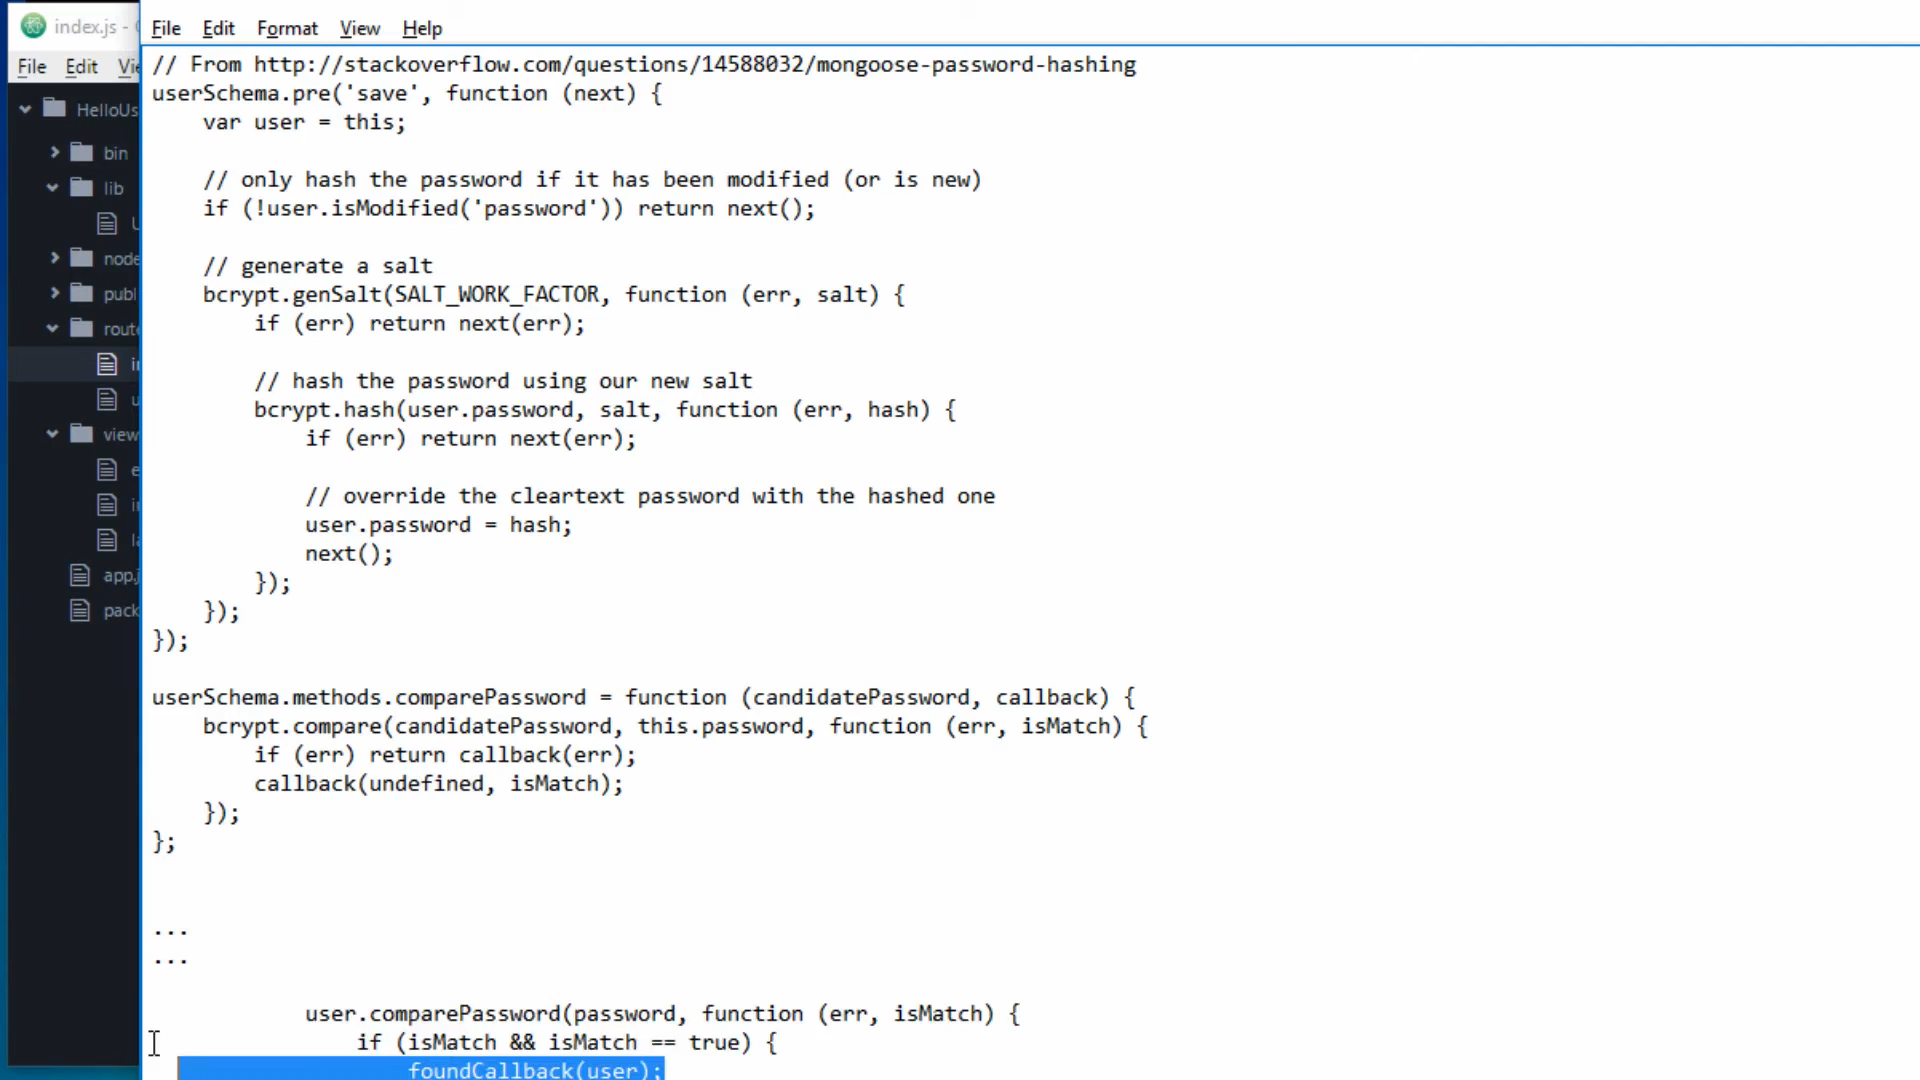 index.js -
File Edit Format View Help
File Edit
// From http://stackoverflow.com/questions/14588032/mongoose-password-hashing
userSchema.pre('save', function (next) {
var user = this;
// only hash the password if it has been modified (or is new)
if (!user.isModified('password')) return next();
// generate a salt
bcrypt.genSalt(SALT_WORK_FACTOR, function (err, salt) {
if (err) return next(err);
// hash the password using our new salt
bcrypt.hash(user.password, salt, function (err, hash) {
if (err) return next(err);
// override the cleartext password with the hashed one
user.password = hash;
next();
});
});
});
userSchema.methods.comparePassword = function (candidatePassword, callback) {
bcrypt.compare(candidatePassword, this.password, function (err, isMatch) {
if (err) return callback(err);
callback(undefined, isMatch);
});
};
...
...
user.comparePassword(password, function (err, isMatch) {
if (isMatch && isMatch == true) {
foundCallback(user);
HelloUs
bin
lib
node
publ
route
view
app.j
pack